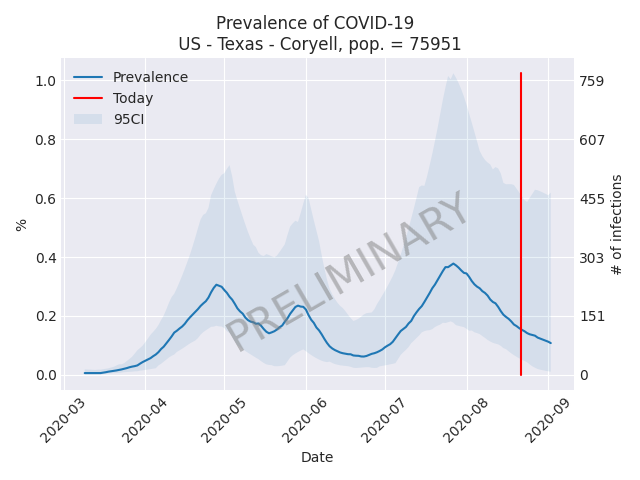 Prevalence of COVID-19
US - Texas - Coryell, pop. = 75951
Prevalence
Today
95CI
PRELIMINARY
%
1.0
0.8
0.6
0.4
0.2
0.0
759
607
455
303
151
0
# of infections
2020-03
2020-04
2020-05
2020-06
2020-07
2020-08
2020-09
Date